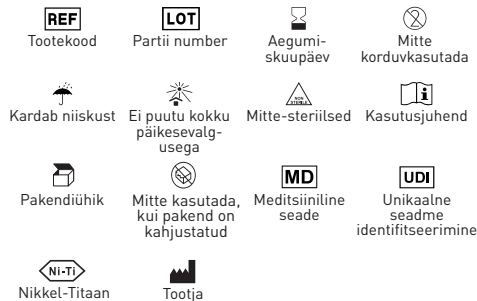 REF
LOT
2
Tootekood
Partii number
Aegumi-
skuupäev
Mitte
korduvkasutada
NON
STERILE
i
Kardab niiskust
Ei puutu kokku
päikesevalg-
usega
Mitte-steriilsed
Kasutusjuhend
MD
UDI
Pakendiühik
Mitte kasutada,
kui pakend on
kahjustatud
Meditsiiniline
seade
Unikaalne
seadme
identifitseerimine
Ni-Ti
Nikkel-Titaan
Tootja